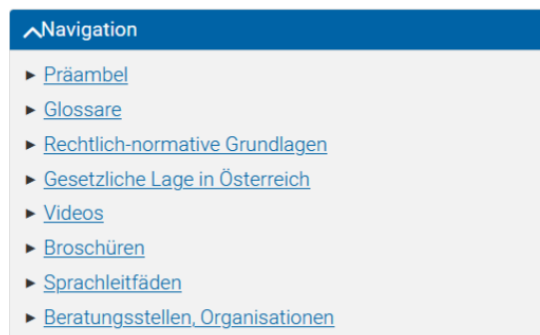 Navigation
Präambel
Glossare
Rechtlich-normative Grundlagen
Gesetzliche Lage in Österreich
Videos
Broschüren
Sprachleitfäden
Beratungsstellen, Organisationen